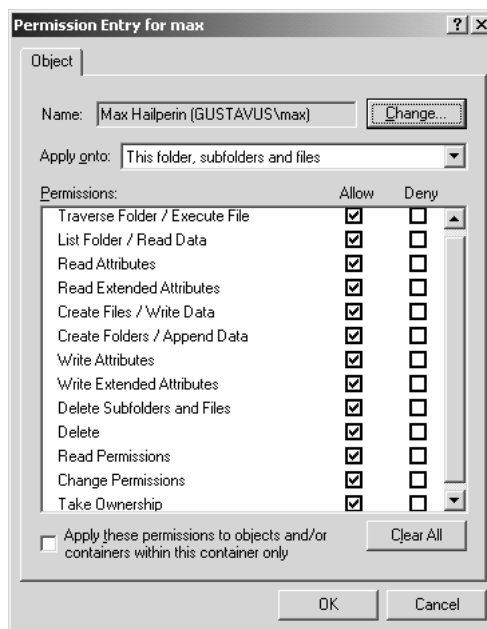 Permission Entry for max
Object
Name: Max Hailperin (GUSTAVUS\max) Change...
Apply onto: This folder, subfolders and files
Permissions: Allow Deny
Traverse Folder / Execute File
List Folder / Read Data
Read Attributes
Read Extended Attributes
Create Files / Write Data
Create Folders / Append Data
Write Attributes
Write Extended Attributes
Delete Subfolders and Files
Delete
Read Permissions
Change Permissions
Take Ownership
Apply these permissions to objects and/or
containers within this container only
Clear All
OK Cancel